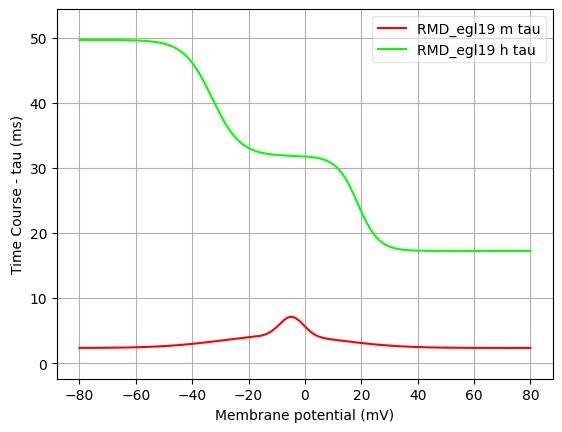 RMD_egl19 m tau
RMD_egl19 h tau
Time Course - tau (ms)
50
40
30
20
10
0
−80 −60 −40 −20 0 20 40 60 80
Membrane potential (mV)